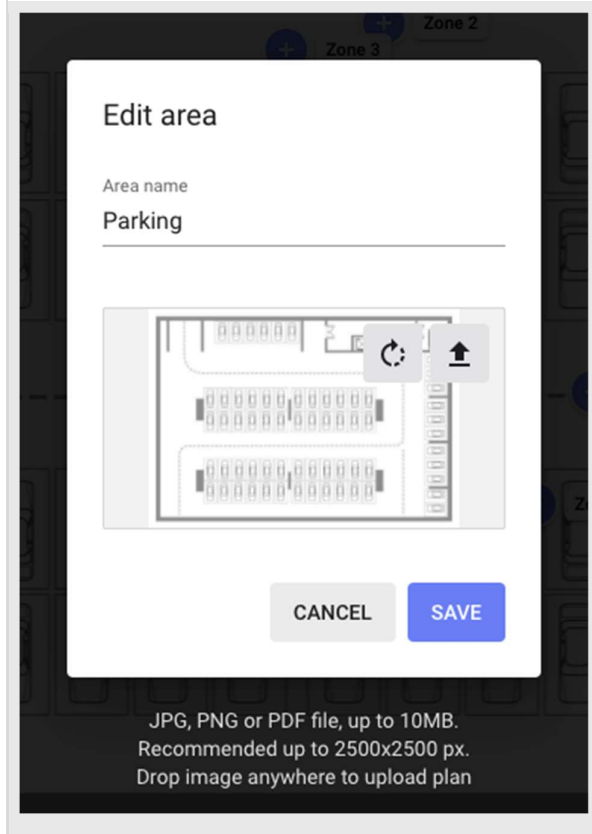 Zone 2
Zone 3
Edit area
Area name
Parking
CANCEL
SAVE
JPG, PNG or PDF file, up to 10MB.
Recommended up to 2500x2500 px.
Drop image anywhere to upload plan